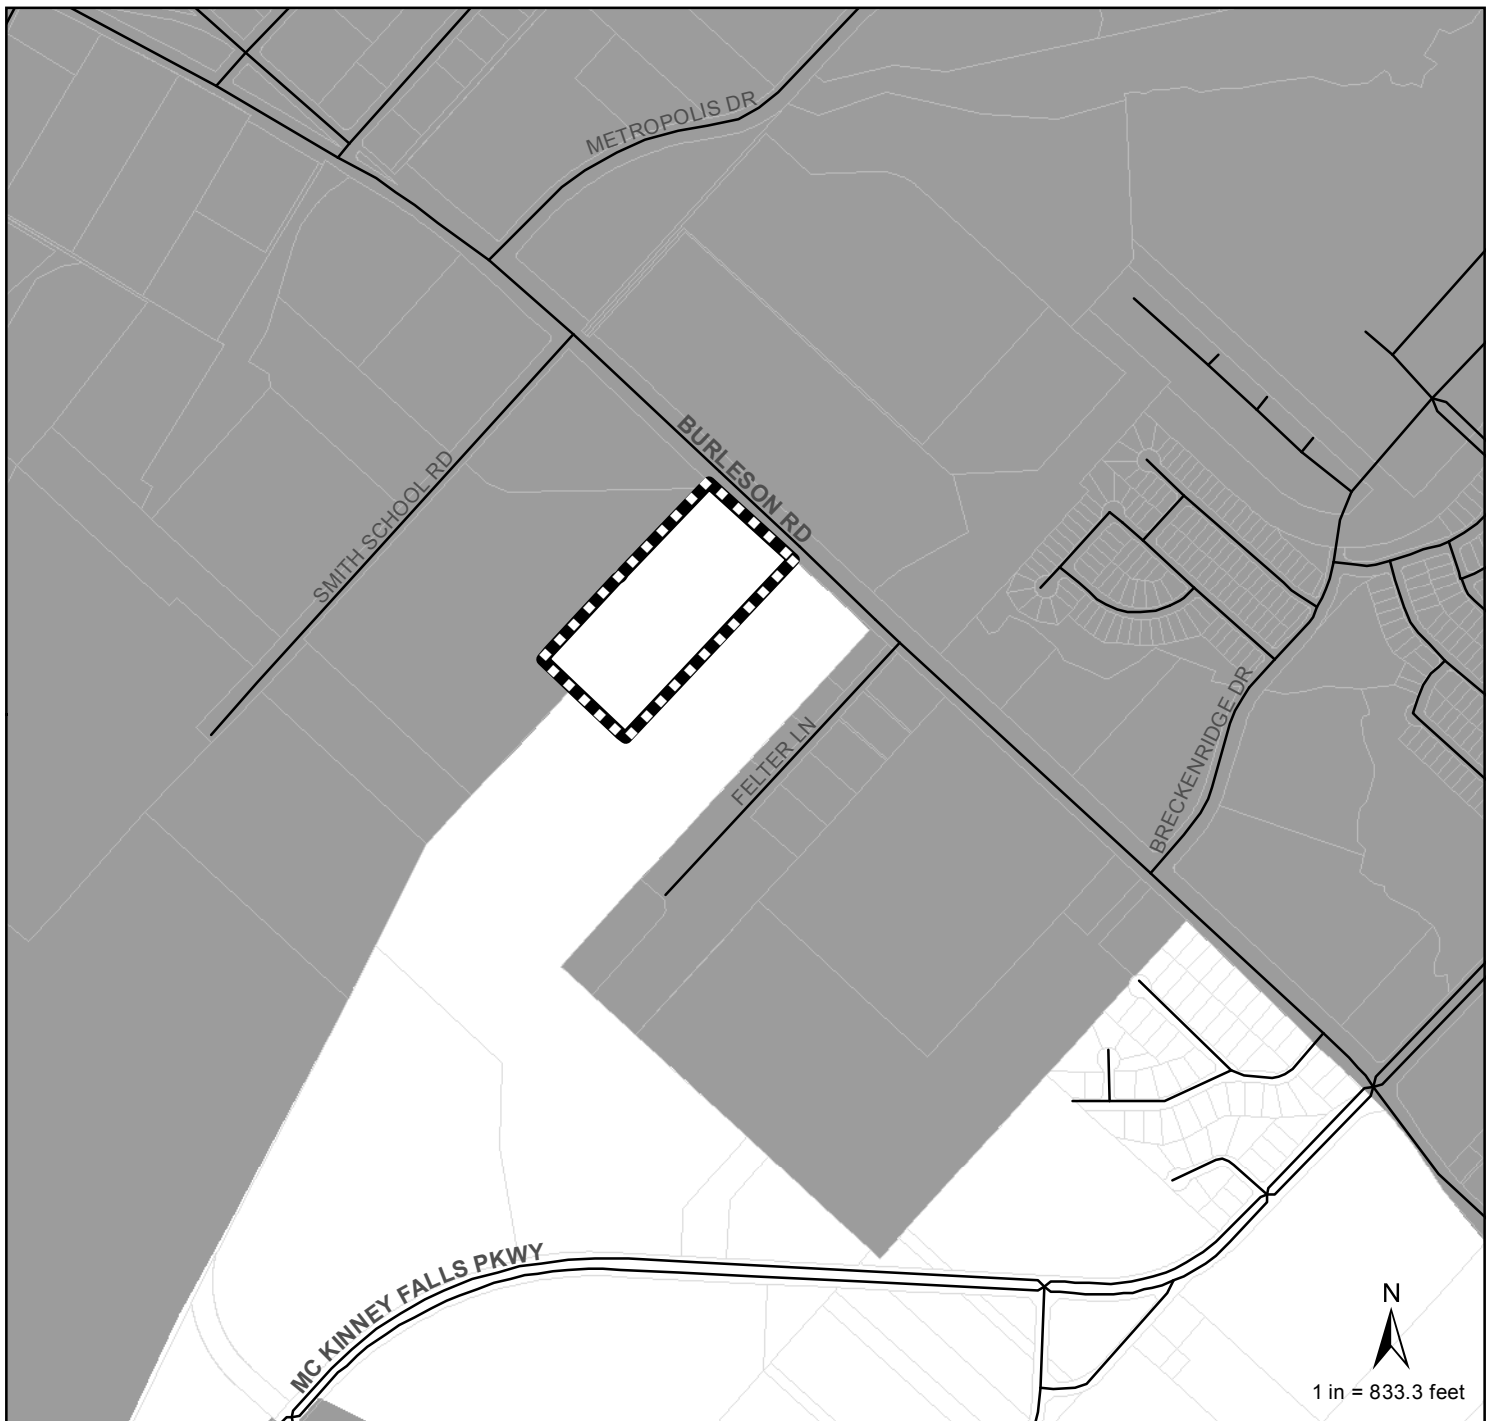 METROPOLIS DR
BURLESON RD
SMITH SCHOOL RD
FELTER LN
BRECKENRIDGE DR
MC KINNEY FALLS PKWY
N
1 in = 833.3 feet